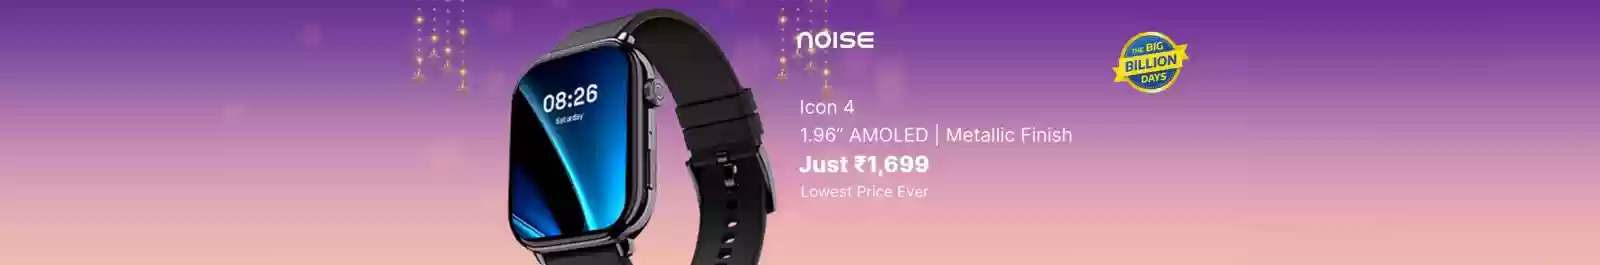 08:26
Saturday
NOISE
Icon 4
1.96” AMOLED | Metallic Finish
Just ₹1,699
Lowest Price Ever
THE BIG
BILLION
DAYS